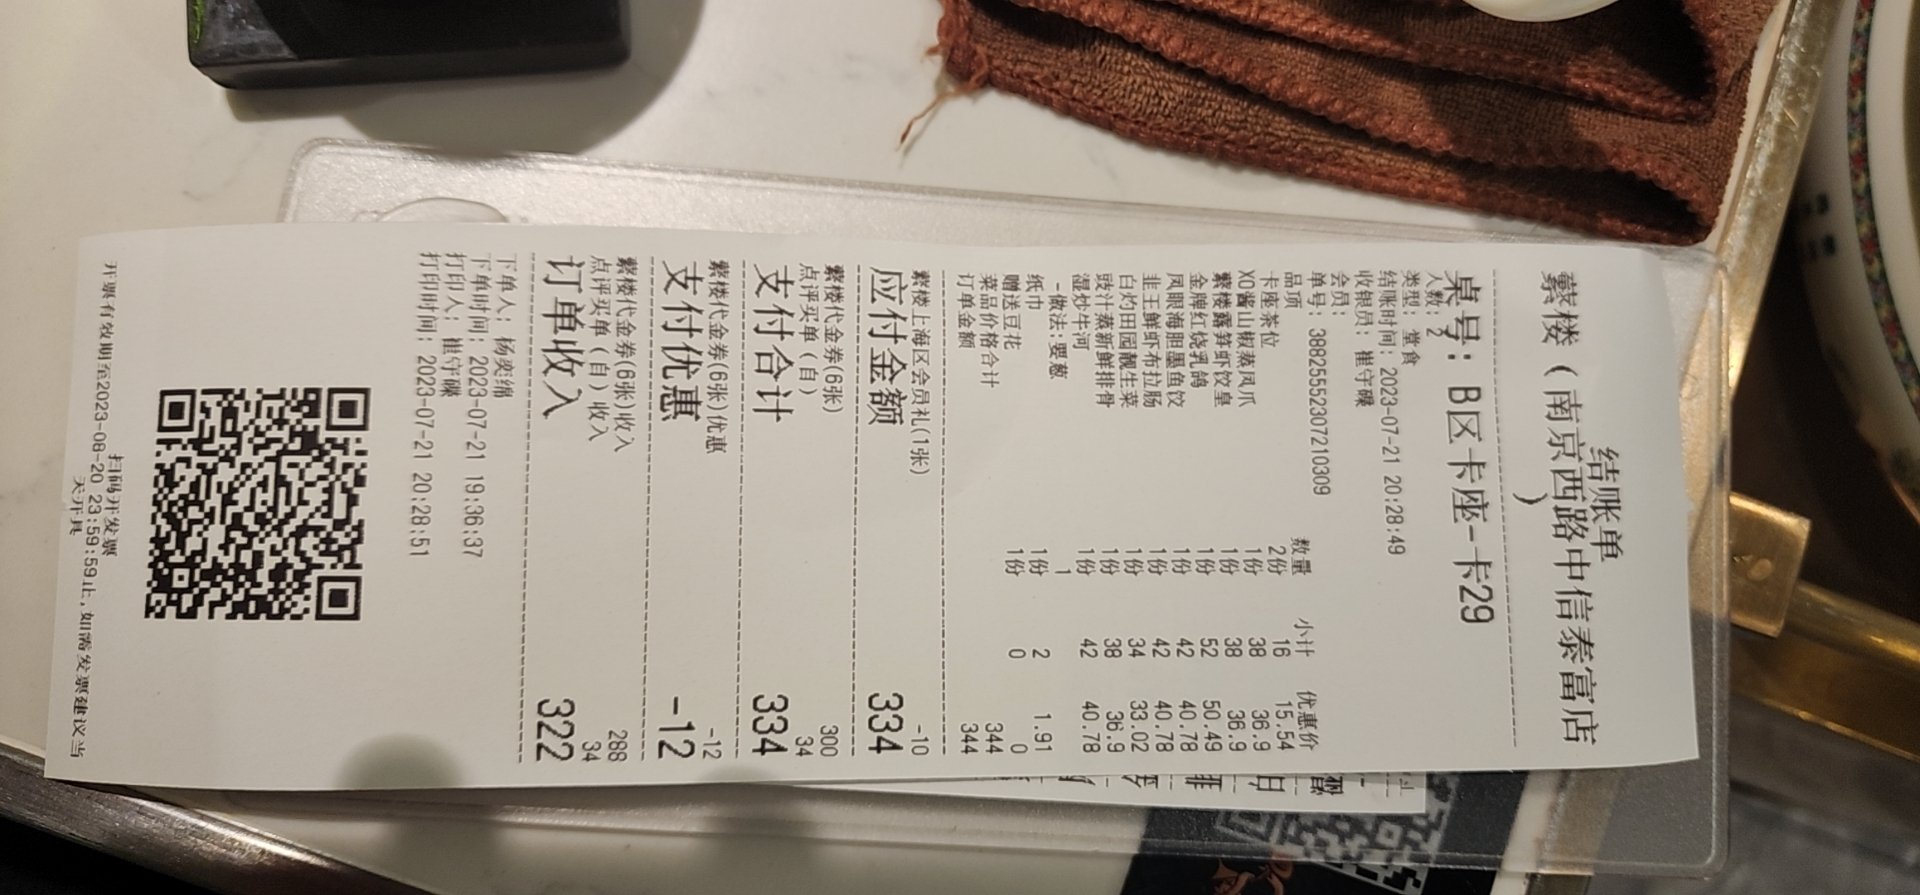 结账单
蘩楼（南京西路中信泰富店
）
桌号：B区卡座-卡29
人数：2
类型：堂食
结账时间：2023-07-21 20:28:49
收银员：崔守碟
会员：
单号：38825552307210309
品项 数量 小计 优惠价
卡座茶位 2份 16 15.54
XO酱山椒蒸凤爪 1份 38 36.9
蘩楼露笋虾饺皇 1份 38 36.9
金牌红烧乳鸽 1份 52 50.49
凤眼海胆墨鱼饺 1份 42 40.78
韭王鲜虾布拉肠 1份 42 40.78
白灼田园靓生菜 1份 34 33.02
豉汁蒸新鲜排骨 1份 38 36.9
湿炒牛河 1份 42 40.78
-做法:要葱 1
纸巾 1份 2 1.91
赠送豆花 1份 0 0
菜品价格合计 344
订单金额 344
蘩楼上海区会员礼(1张) -10
应付金额 334
蘩楼代金券(6张) 300
点评买单（自） 34
支付合计 334
蘩楼代金券(6张)优惠 -12
支付优惠 -12
蘩楼代金券(6张)收入 288
点评买单（自）收入 34
订单收入 322
下单人：杨奕绵
下单时间：2023-07-21 19:36:37
打印人：崔守碟
打印时间：2023-07-21 20:28:51
扫码开发票
开票有效期至2023-08-20 23:59:59止,如需发票建议当
天开具